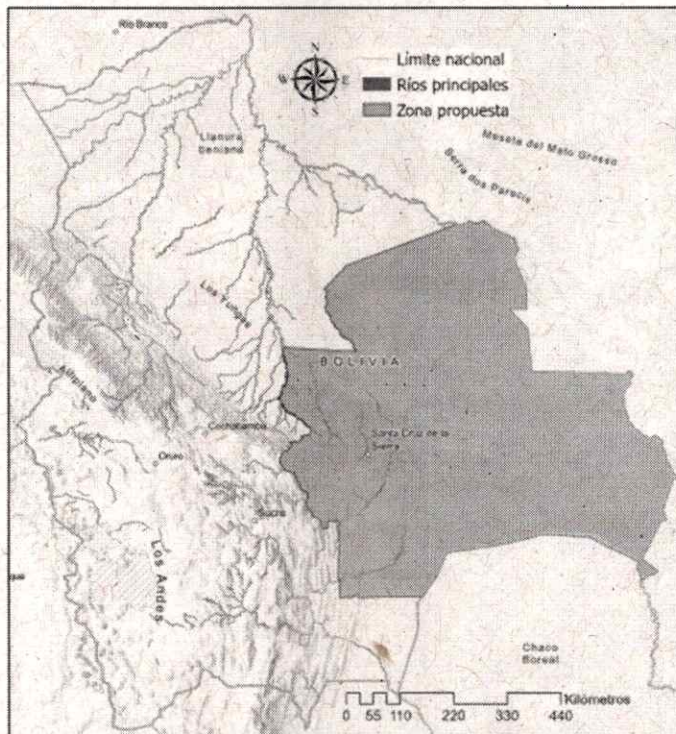 Río Branco
N
W E
S
Límite nacional
Ríos principales
Zona propuesta
Llanura
beniana
Meseta del Mato Grosso
Serra dos Parecis
Los Yungas
BOLIVIA
Altiplano
Cochabamba
Santa Cruz de la
Sierra
Oruro
Sucre
Los Andes
Chaco
Boreal
Kilómetros
0 55 110 220 330 440